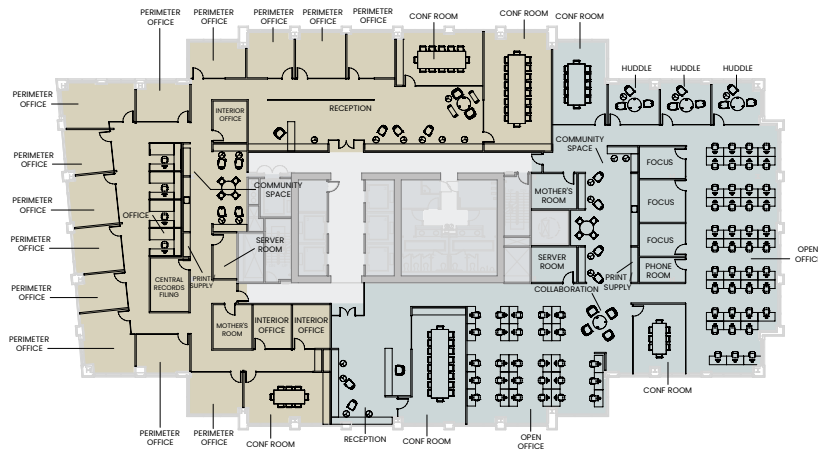 PERIMETER
OFFICE
PERIMETER
OFFICE
PERIMETER
OFFICE
PERIMETER
OFFICE
PERIMETER
OFFICE
CONF ROOM
CONF ROOM
CONF ROOM
HUDDLE
HUDDLE
HUDDLE
PERIMETER
OFFICE
INTERIOR
OFFICE
RECEPTION
COMMUNITY
SPACE
PERIMETER
OFFICE
FOCUS
COMMUNITY
SPACE
MOTHER'S
ROOM
PERIMETER
OFFICE
FOCUS
OFFICE
PERIMETER
OFFICE
SERVER
ROOM
FOCUS
OPEN
OFFIC
SERVER
ROOM
PHONE
ROOM
CENTRAL
RECORDS
FILING
PRINT
SUPPLY
PRINT
SUPPLY
COLLABORATION
PERIMETER
OFFICE
MOTHER'S
ROOM
INTERIOR
OFFICE
INTERIOR
OFFICE
PERIMETER
OFFICE
CONF ROOM
PERIMETER
OFFICE
PERIMETER
OFFICE
CONF ROOM
RECEPTION
CONF ROOM
OPEN
OFFICE